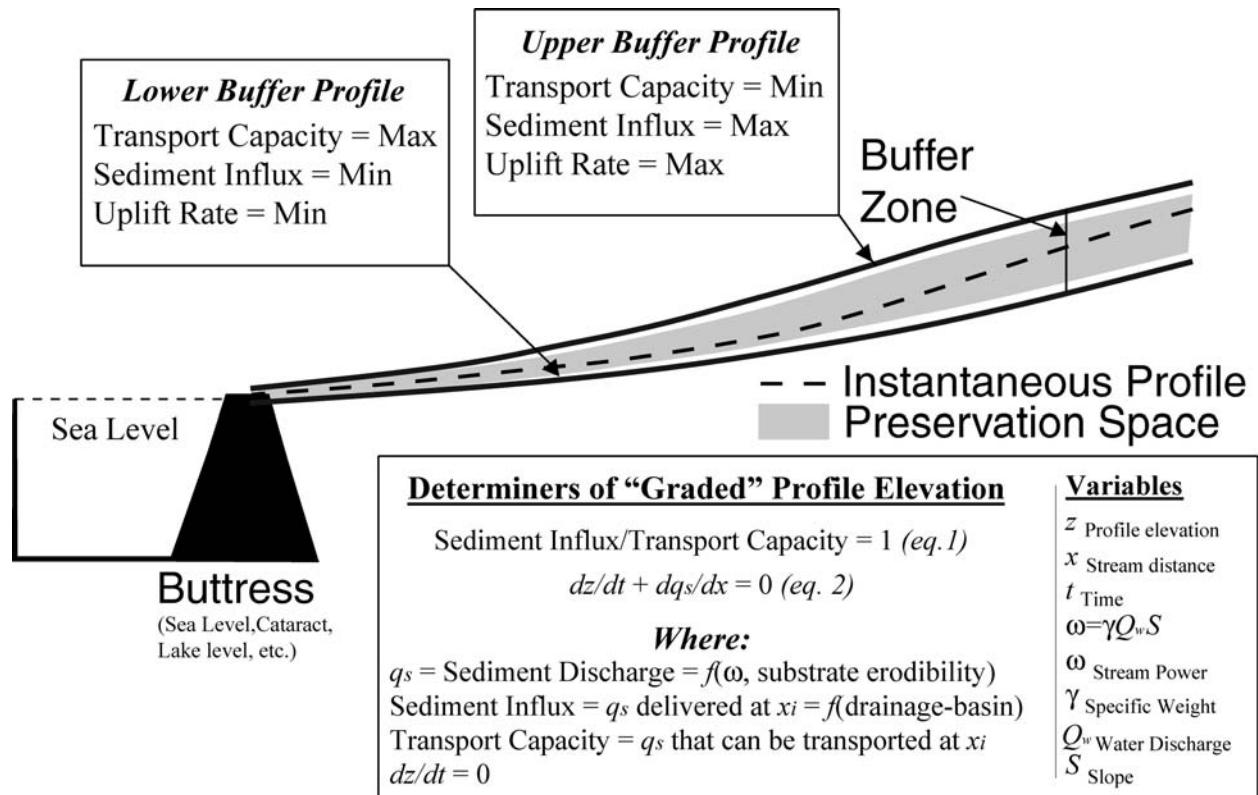 Lower Buffer Profile
Transport Capacity = Max
Sediment Influx = Min
Uplift Rate = Min
Upper Buffer Profile
Transport Capacity = Min
Sediment Influx = Max
Uplift Rate = Max
Buffer
Zone
Sea Level
Instantaneous Profile
Preservation Space
Buttress
(Sea Level,Cataract,
Lake level, etc.)
Determiners of “Graded” Profile Elevation
Sediment Influx/Transport Capacity = 1 (eq.1)
dz/dt + dqs/dx = 0 (eq. 2)
Where:
qs = Sediment Discharge = f(ω, substrate erodibility)
Sediment Influx = qs delivered at xi = f(drainage-basin)
Transport Capacity = qs that can be transported at xi
dz/dt = 0
Variables
z Profile elevation
x Stream distance
t Time
ω=γQwS
ω Stream Power
γ Specific Weight
Qw Water Discharge
S Slope